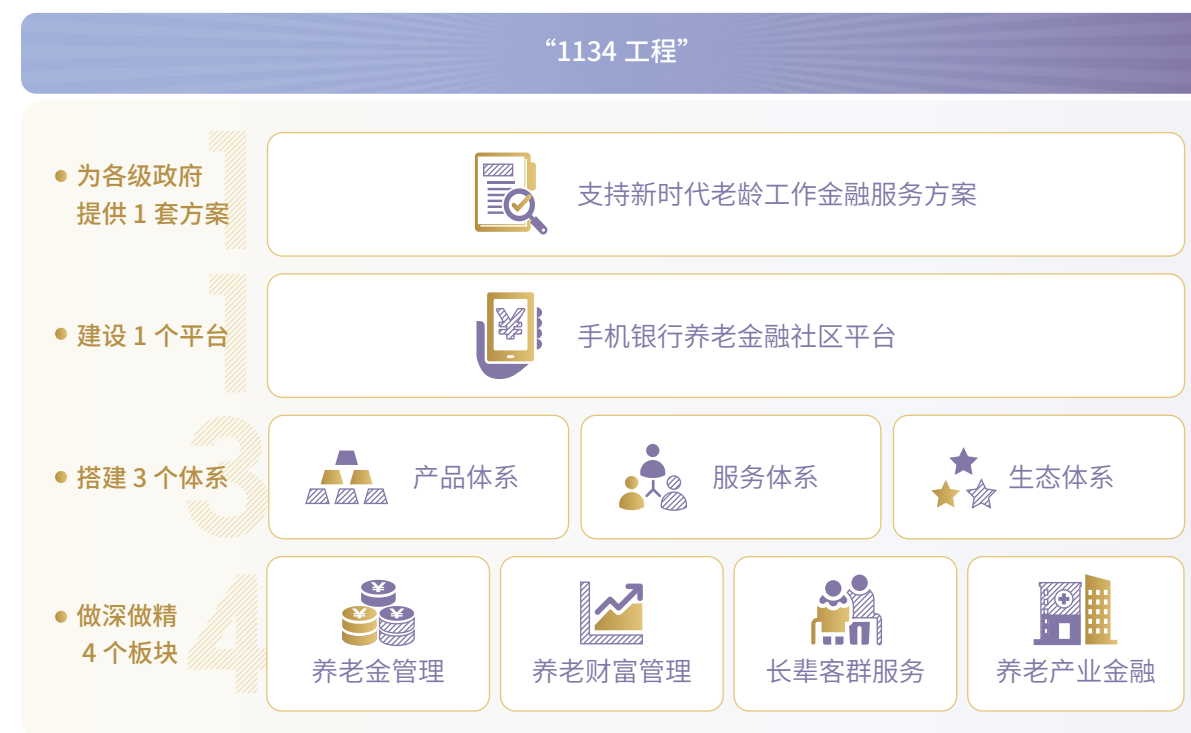 “1134 工程”
• 为各级政府
提供 1 套方案
1
支持新时代老龄工作金融服务方案
• 建设 1 个平台
1
手机银行养老金融社区平台
• 搭建 3 个体系
3
产品体系
服务体系
生态体系
• 做深做精
4 个板块
4
养老金管理
养老财富管理
长辈客群服务
养老产业金融